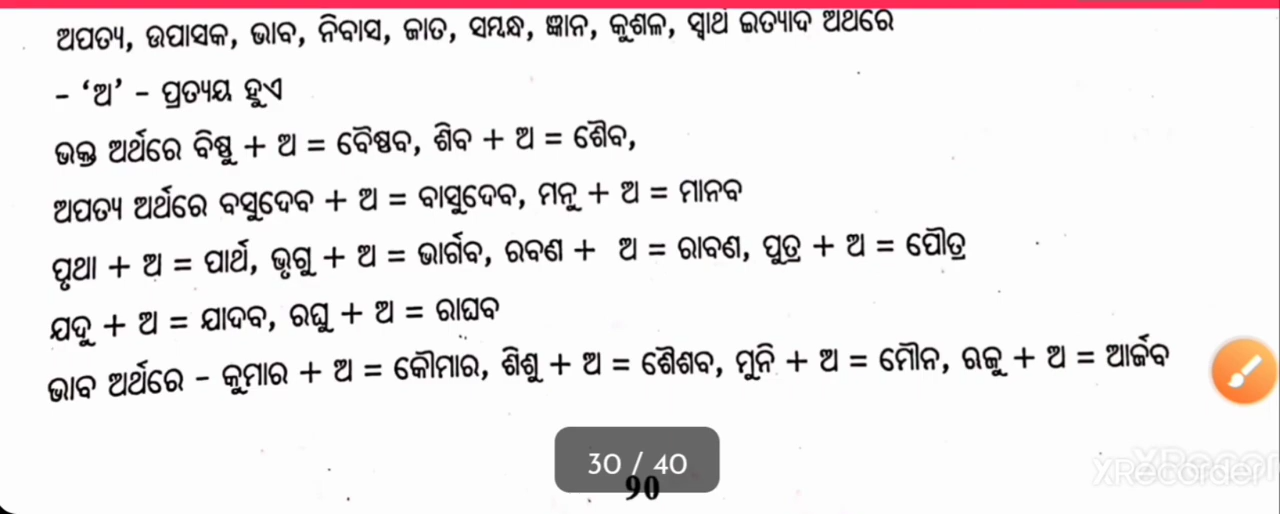 ଅପତ୍ୟ, ଉପାସକ, ଭାବ, ନିବାସ, ଜାତ, ସମ୍ବନ୍ଧ, ଜ୍ଞାନ, କୁଶଳ, ସ୍ୱାର୍ଥ ଇତ୍ୟାଦି ଅର୍ଥରେ
– ‘ଅ’ – ପ୍ରତ୍ୟୟ ହୁଏ
ଭକ୍ତ ଅର୍ଥରେ ବିଷ୍ଣୁ + ଅ = ବୈଷ୍ଣବ, ଶିବ + ଅ = ଶୈବ,
ଅପତ୍ୟ ଅର୍ଥରେ ବସୁଦେବ + ଅ = ବାସୁଦେବ, ମନୁ + ଅ = ମାନବ
ପୃଥା + ଅ = ପାର୍ଥ, ଭୃଗୁ + ଅ = ଭାର୍ଗବ, ରବଣ + ଅ = ରାବଣ, ପୁତ୍ର + ଅ = ପୌତ୍ର
ଯଦୁ + ଅ = ଯାଦବ, ରଘୁ + ଅ = ରାଘବ
ଭାବ ଅର୍ଥରେ – କୁମାର + ଅ = କୌମାର, ଶିଶୁ + ଅ = ଶୈଶବ, ମୁନି + ଅ = ମୌନ, ଋଜୁ + ଅ = ଆର୍ଜବ
30 / 40
90
XRecorder